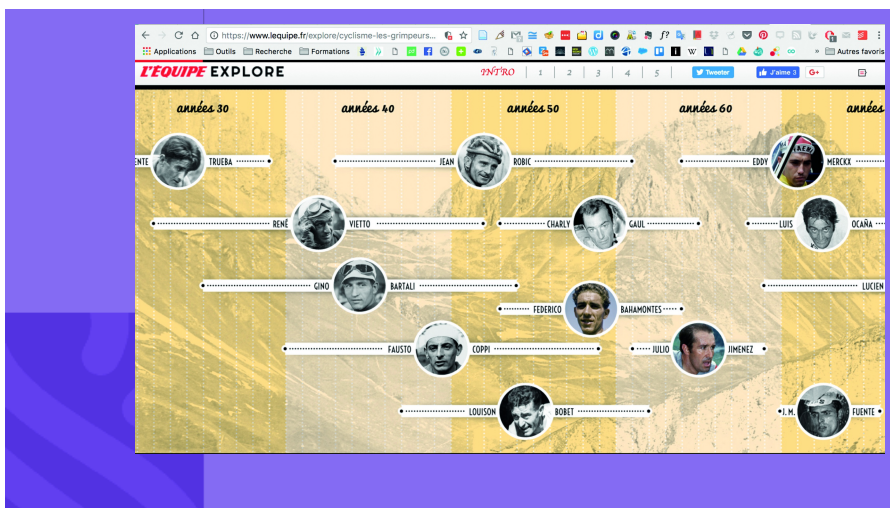 https://www.lequipe.fr/explore/cyclisme-les-grimpeurs...
Applications Outils Recherche Formations » Autres favoris
L'ÉQUIPE EXPLORE INTRO 1 2 3 4 5 Tweeter J'aime 3 G+
années 30 années 40 années 50 années 60 années
ENTE TRUEBA JEAN ROBIC EDDY MERCKX
RENÉ VIETTO CHARLY GAUL LUIS OCAÑA
GINO BARTALI LUCIEN
FEDERICO BAHAMONTES
FAUSTO COPPI JULIO JIMENEZ
LOUISON BOBET J. M. FUENTE